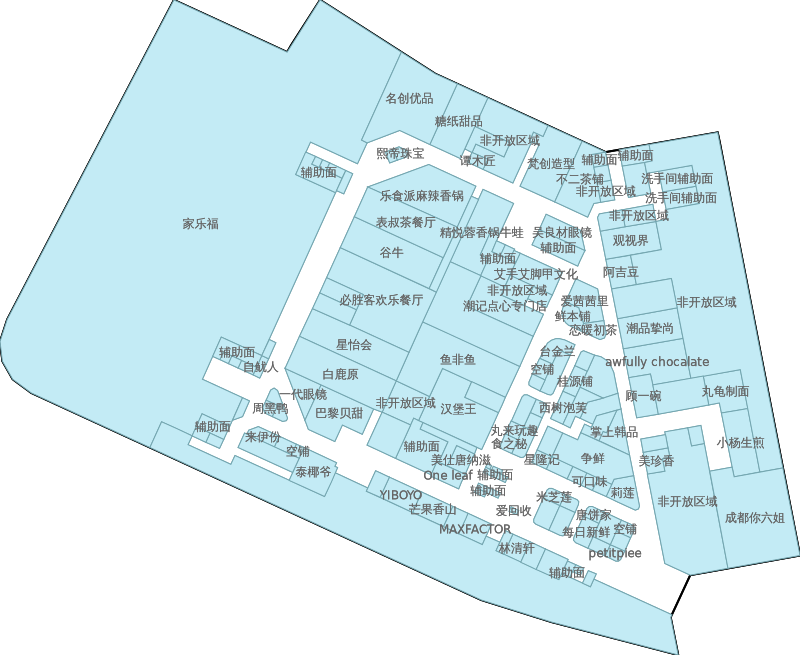 名创优品
糖纸甜品
非开放区域
熙帝珠宝
谭木匠
梵创造型
辅助面
辅助面
辅助面
不二茶铺
非开放区域
洗手间辅助面
洗手间辅助面
乐食派麻辣香锅
表叔茶餐厅
家乐福
精悦蓉香锅牛蛙
吴良材眼镜
辅助面
非开放区域
观视界
谷牛
辅助面
艾手艾脚甲文化
阿吉豆
非开放区域
必胜客欢乐餐厅
潮记点心专门店
爱茜茜里
鲜本铺
恋暖初茶
非开放区域
潮品挚尚
星怡会
辅助面
自鱿人
鱼非鱼
台金兰
空铺
awfully chocalate
白鹿原
桂源铺
一代眼镜
周黑鸭
巴黎贝甜
非开放区域
汉堡王
西树泡芙
顾一碗
丸龟制面
辅助面
来伊份
空铺
辅助面
丸来玩趣
食之秘
掌上韩品
小杨生煎
泰椰爷
美仕唐纳滋
One leaf
辅助面
星隆记
争鲜
美珍香
YIBOYO
芒果香山
辅助面
米芝莲
可口味
莉莲
非开放区域
MAXFACTOR
爱回收
唐饼家
每日新鲜
空铺
成都你六姐
林清轩
petitpiee
辅助面